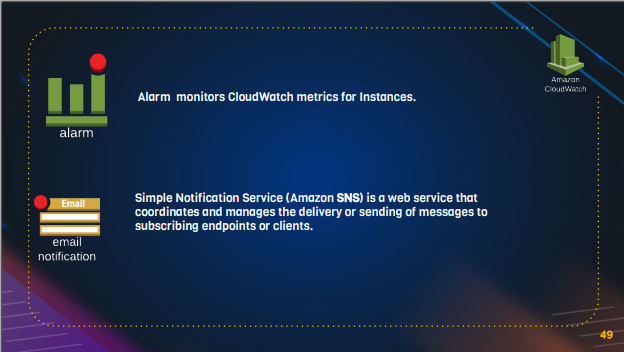 Amazon
CloudWatch
Alarm  monitors CloudWatch metrics for Instances.
alarm
Simple Notification Service (Amazon SNS) is a web service that
coordinates and manages the delivery or sending of messages to
subscribing endpoints or clients.
Email
email
notification
49